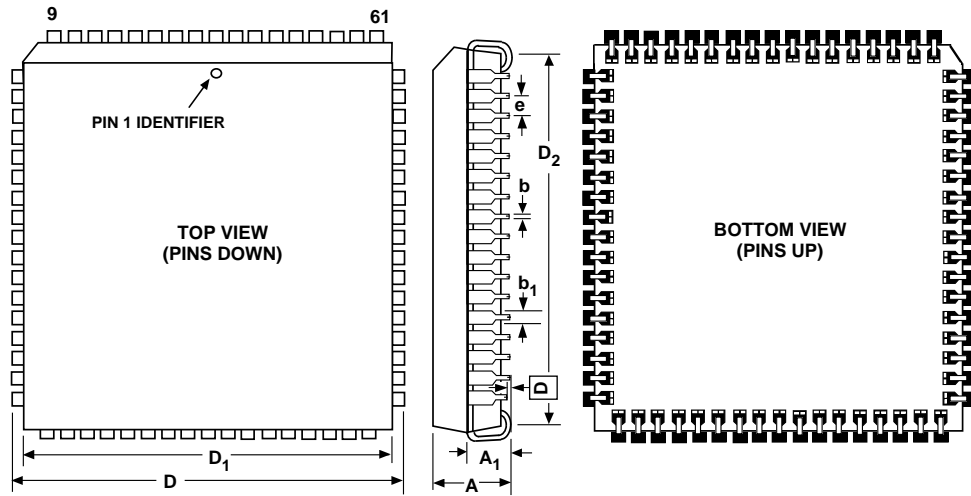 9
61
PIN 1 IDENTIFIER
TOP VIEW
(PINS DOWN)
D1
D
e
D2
b
b1
D
A1
A
BOTTOM VIEW
(PINS UP)